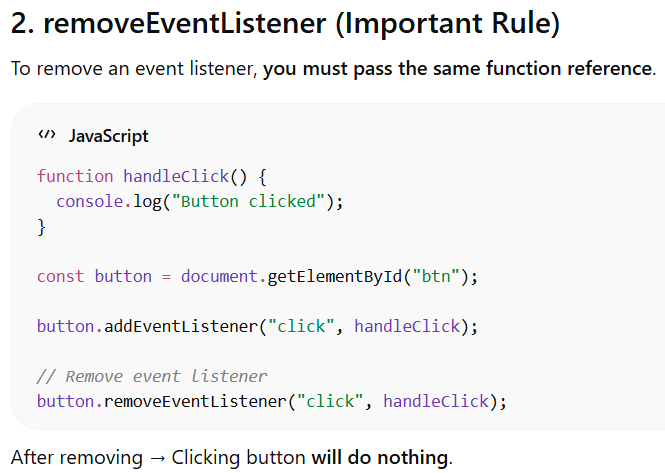 2. removeEventListener (Important Rule)
To remove an event listener, you must pass the same function reference.
</> JavaScript
function handleClick() {
  console.log("Button clicked");
}
const button = document.getElementById("btn");
button.addEventListener("click", handleClick);
// Remove event listener
button.removeEventListener("click", handleClick);
After removing → Clicking button will do nothing.